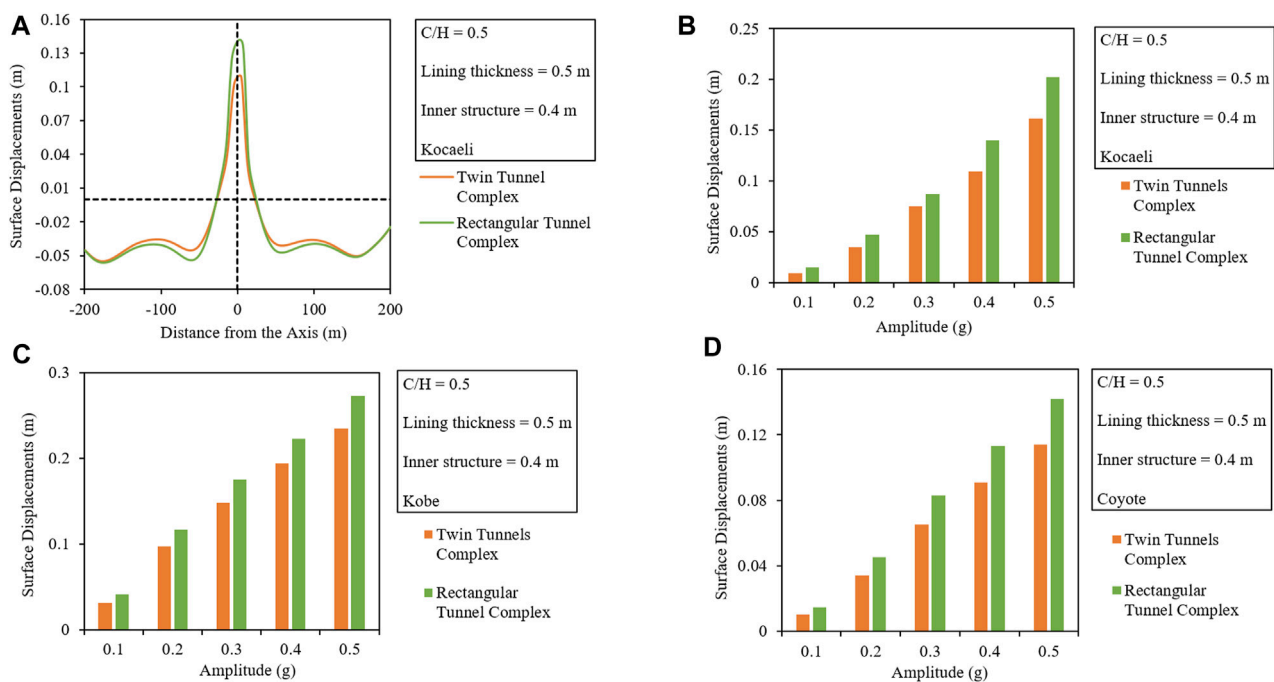 A
0.16
0.13
0.1
0.07
0.04
0.01
-0.02
-0.05
-0.08
Surface Displacements (m)
-200
-100
0
100
200
Distance from the Axis (m)
C/H = 0.5
Lining thickness = 0.5 m
Inner structure = 0.4 m
Kocaeli
Twin Tunnel
Complex
Rectangular Tunnel
Complex
B
0.25
0.2
0.15
0.1
0.05
0
Surface Displacements (m)
0.1
0.2
0.3
0.4
0.5
Amplitude (g)
C/H = 0.5
Lining thickness = 0.5 m
Inner structure = 0.4 m
Kocaeli
Twin Tunnels
Complex
Rectangular
Tunnel Complex
C
0.3
0.2
0.1
0
Surface Displacements (m)
0.1
0.2
0.3
0.4
0.5
Amplitude (g)
C/H = 0.5
Lining thickness = 0.5 m
Inner structure = 0.4 m
Kobe
Twin Tunnels
Complex
Rectangular
Tunnel Complex
D
0.16
0.12
0.08
0.04
0
Surface Displacements (m)
0.1
0.2
0.3
0.4
0.5
Amplitude (g)
C/H = 0.5
Lining thickness = 0.5 m
Inner structure = 0.4 m
Coyote
Twin Tunnels
Complex
Rectangular
Tunnel Complex